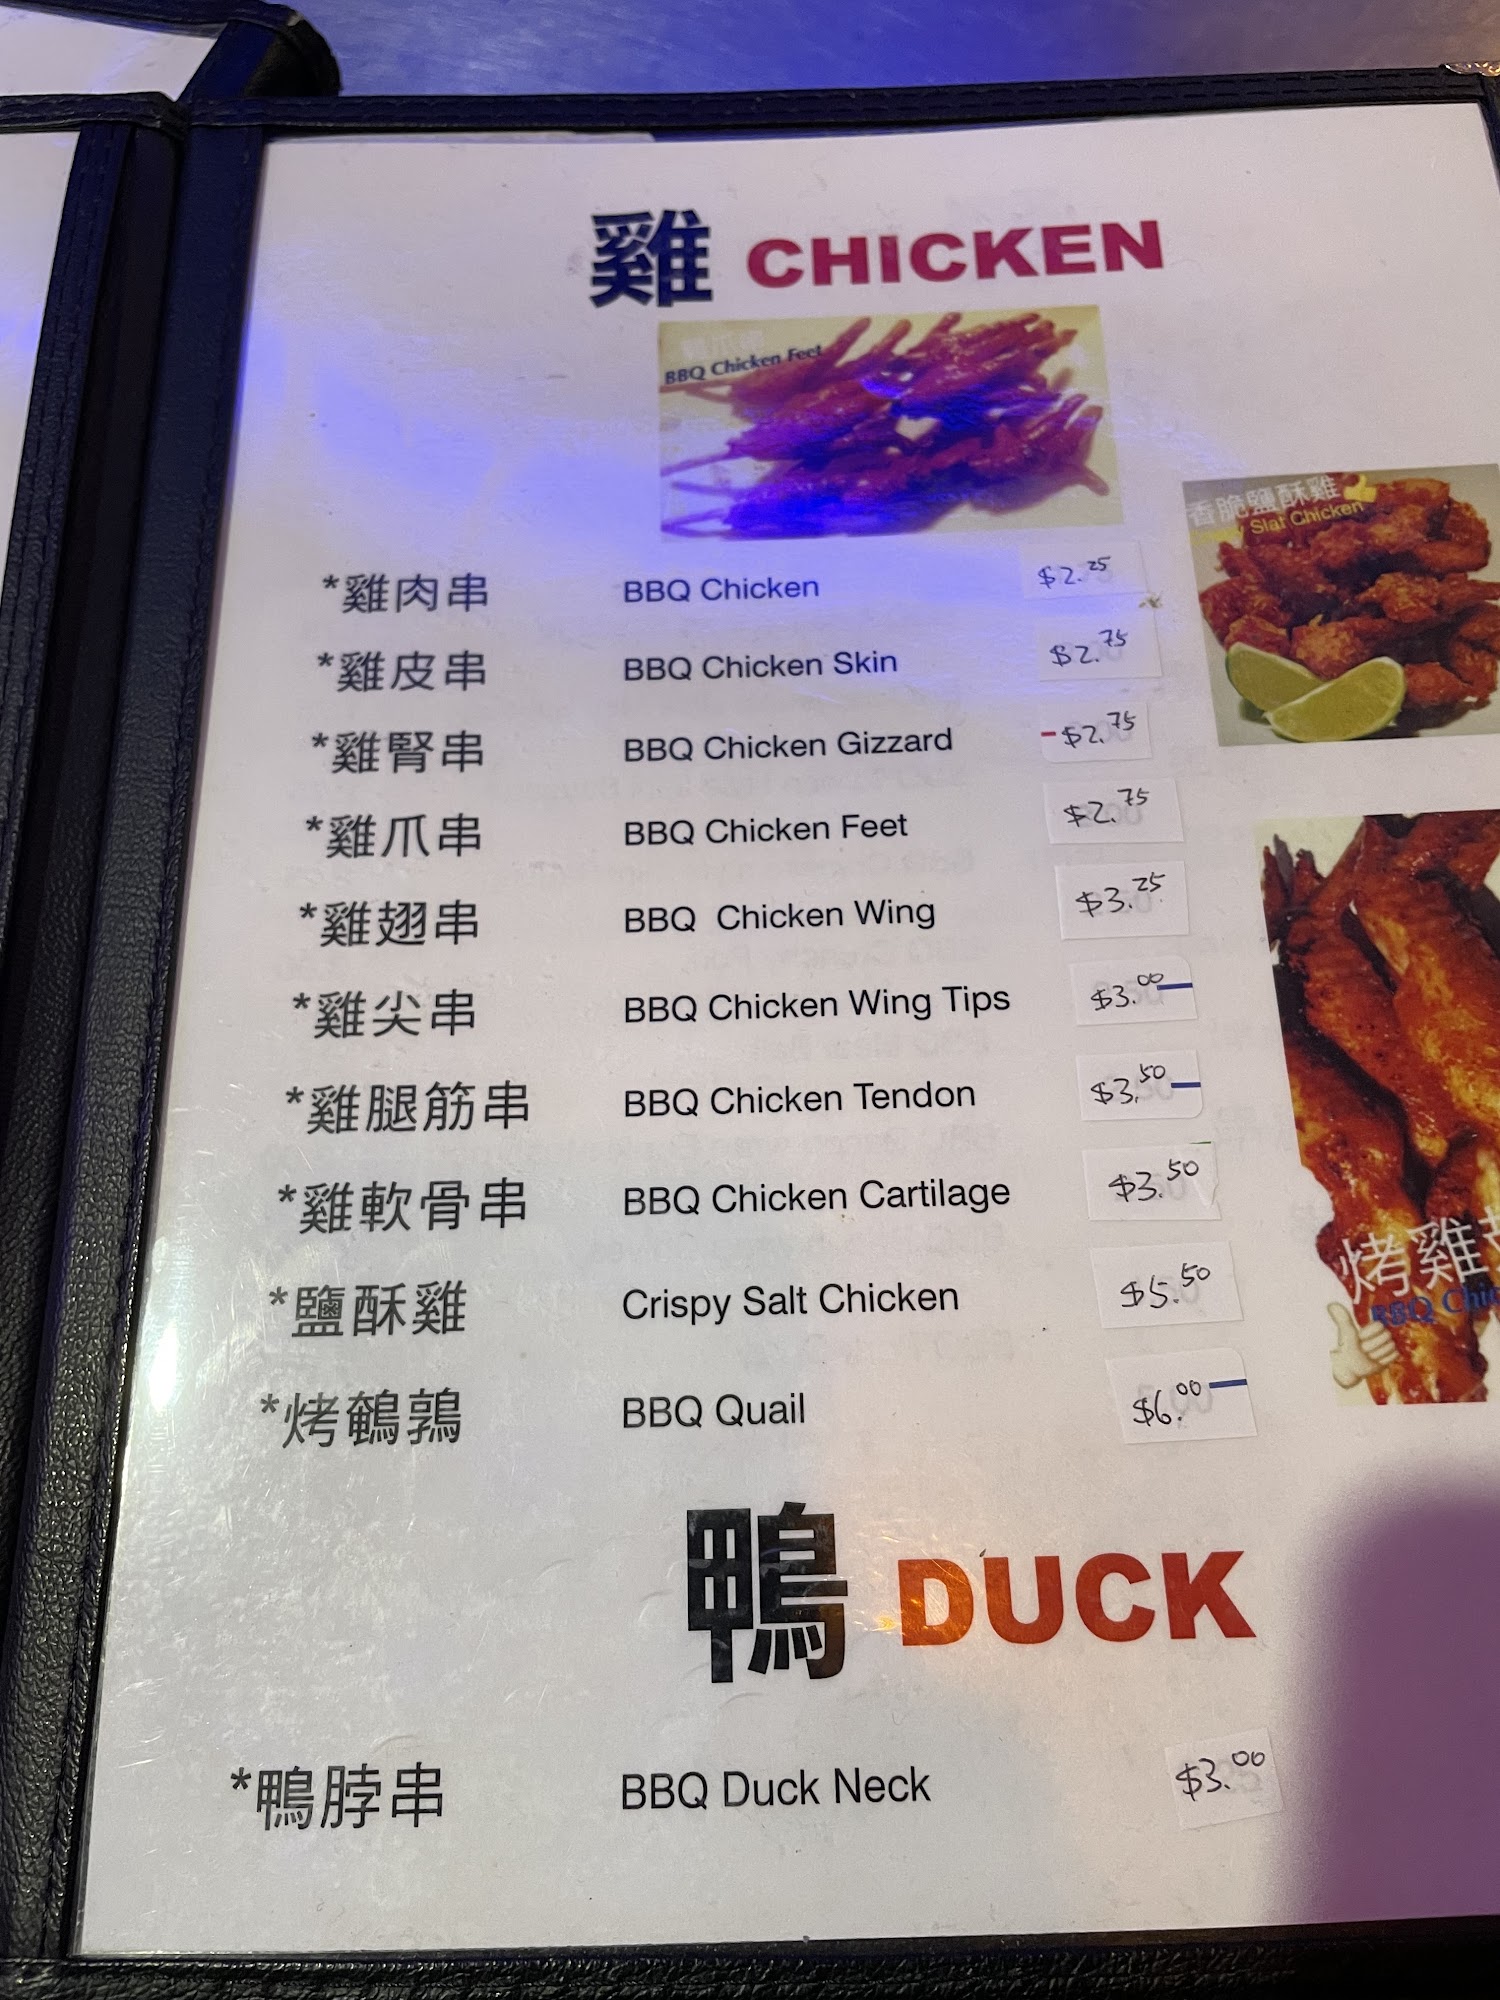 雞 CHICKEN
BBQ Chicken Feet
香脆鹽酥雞
Slat Chicken
*雞肉串 BBQ Chicken $2.25
*雞皮串 BBQ Chicken Skin $2.75
*雞腎串 BBQ Chicken Gizzard $2.75
*雞爪串 BBQ Chicken Feet $2.75
*雞翅串 BBQ Chicken Wing $3.25
*雞尖串 BBQ Chicken Wing Tips $3.00
*雞腿筋串 BBQ Chicken Tendon $3.50
*雞軟骨串 BBQ Chicken Cartilage $3.50
烤雞
BBQ
*鹽酥雞 Crispy Salt Chicken $5.50
*烤鵪鶉 BBQ Quail $6.00
鴨 DUCK
*鴨脖串 BBQ Duck Neck $3.00